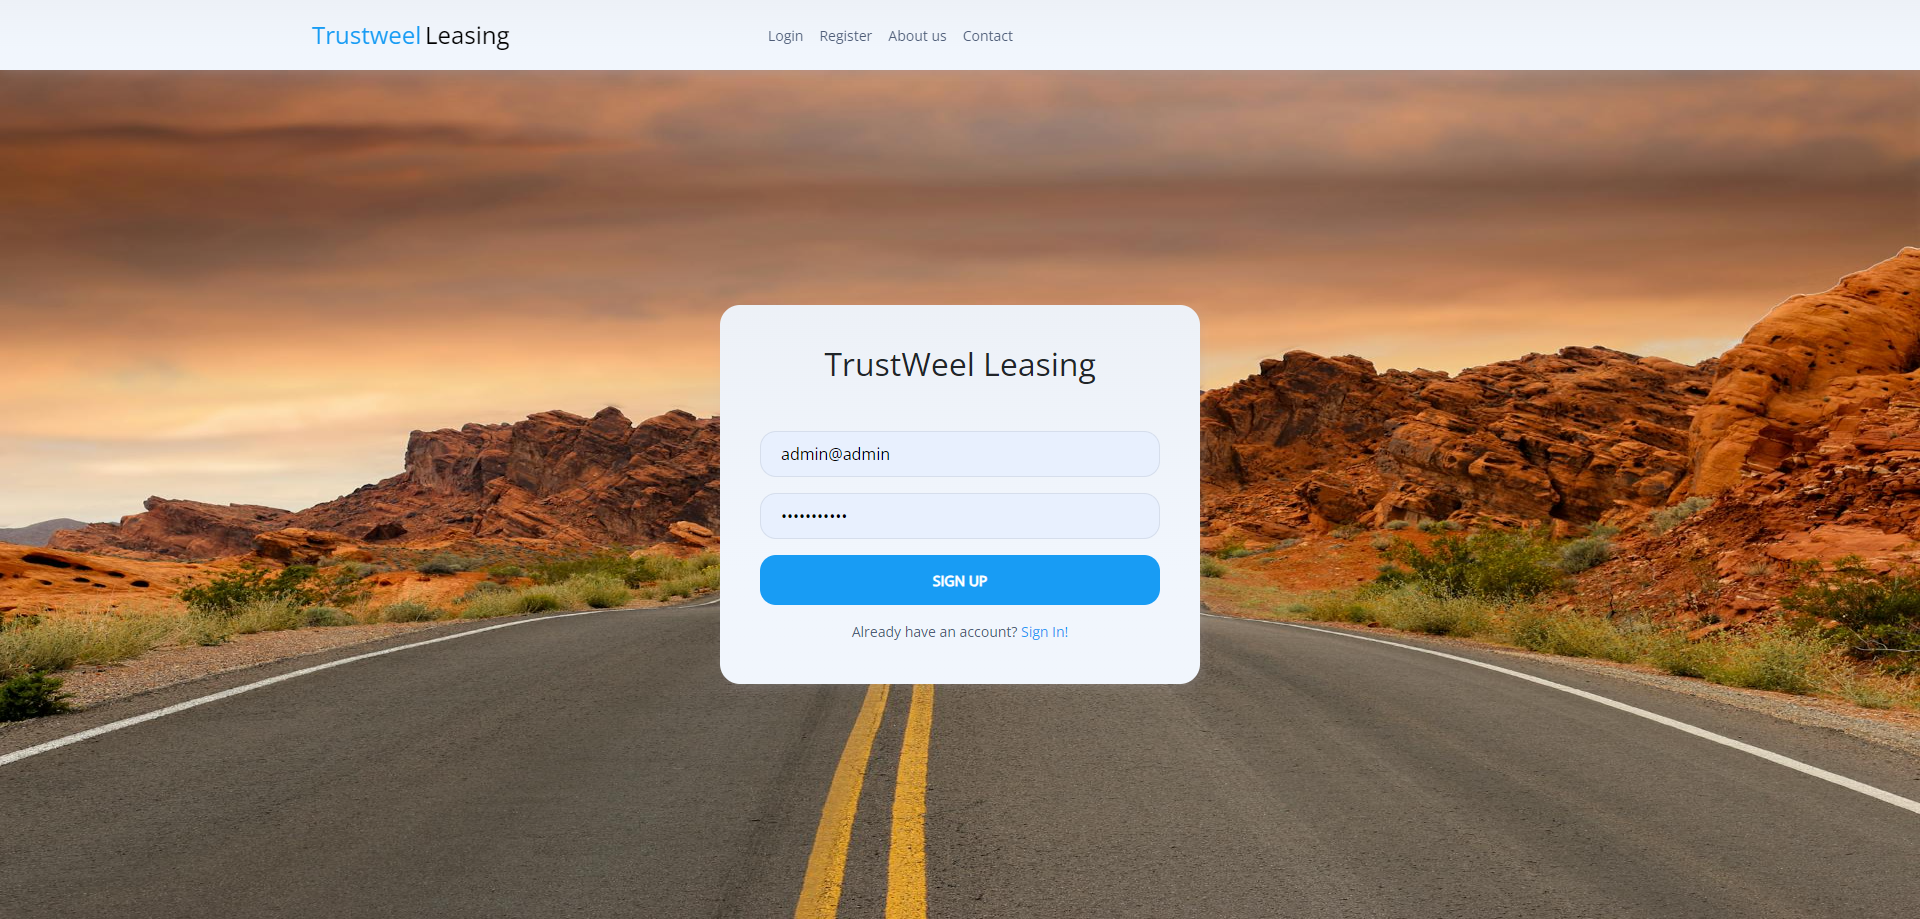 Trustweel Leasing
Login Register About us Contact
TrustWeel Leasing
admin@admin
•••••••••••
SIGN UP
Already have an account? Sign In!